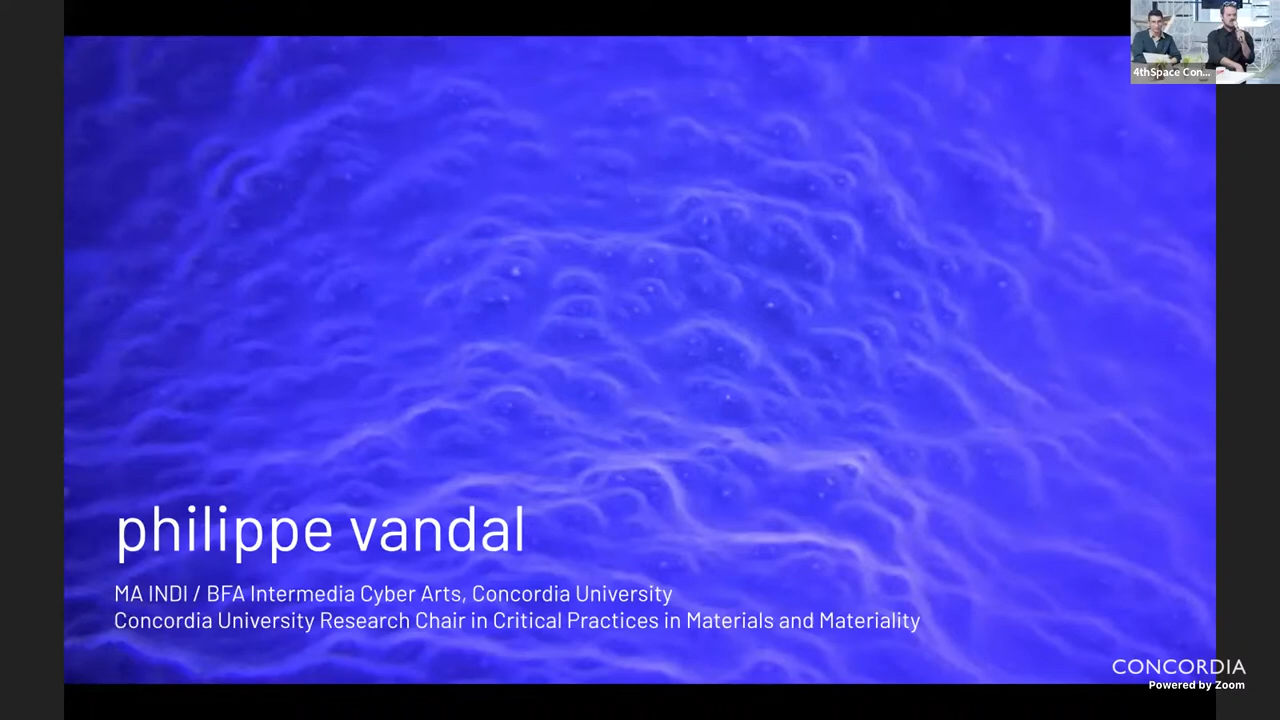 4thSpace Con...
philippe vandal
MA INDI / BFA Intermedia Cyber Arts, Concordia University
Concordia University Research Chair in Critical Practices in Materials and Materiality
CONCORDIA
Powered by Zoom